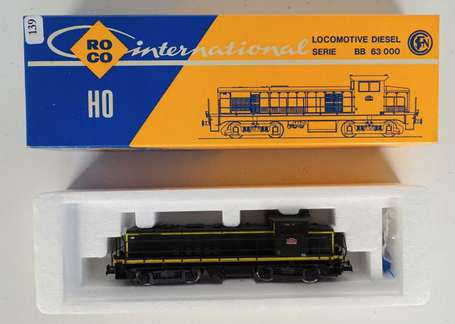 139
ROCO international
HO
LOCOMOTIVE DIESEL
SERIE BB 63 000